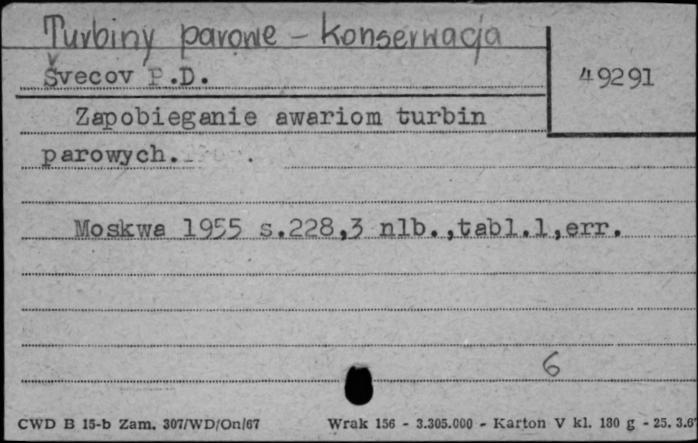 Turbiny parowe - konserwacja
Švecov P.D.
49291
Zapobieganie awariom turbin
parowych.
Moskwa 1955 s.228,3 nlb.,tabl.1,err.
6
CWD B 15-b Zam. 307/WD/On/67
Wrak 156 - 3.305.000 - Karton V kl. 180 g - 25. 3.6